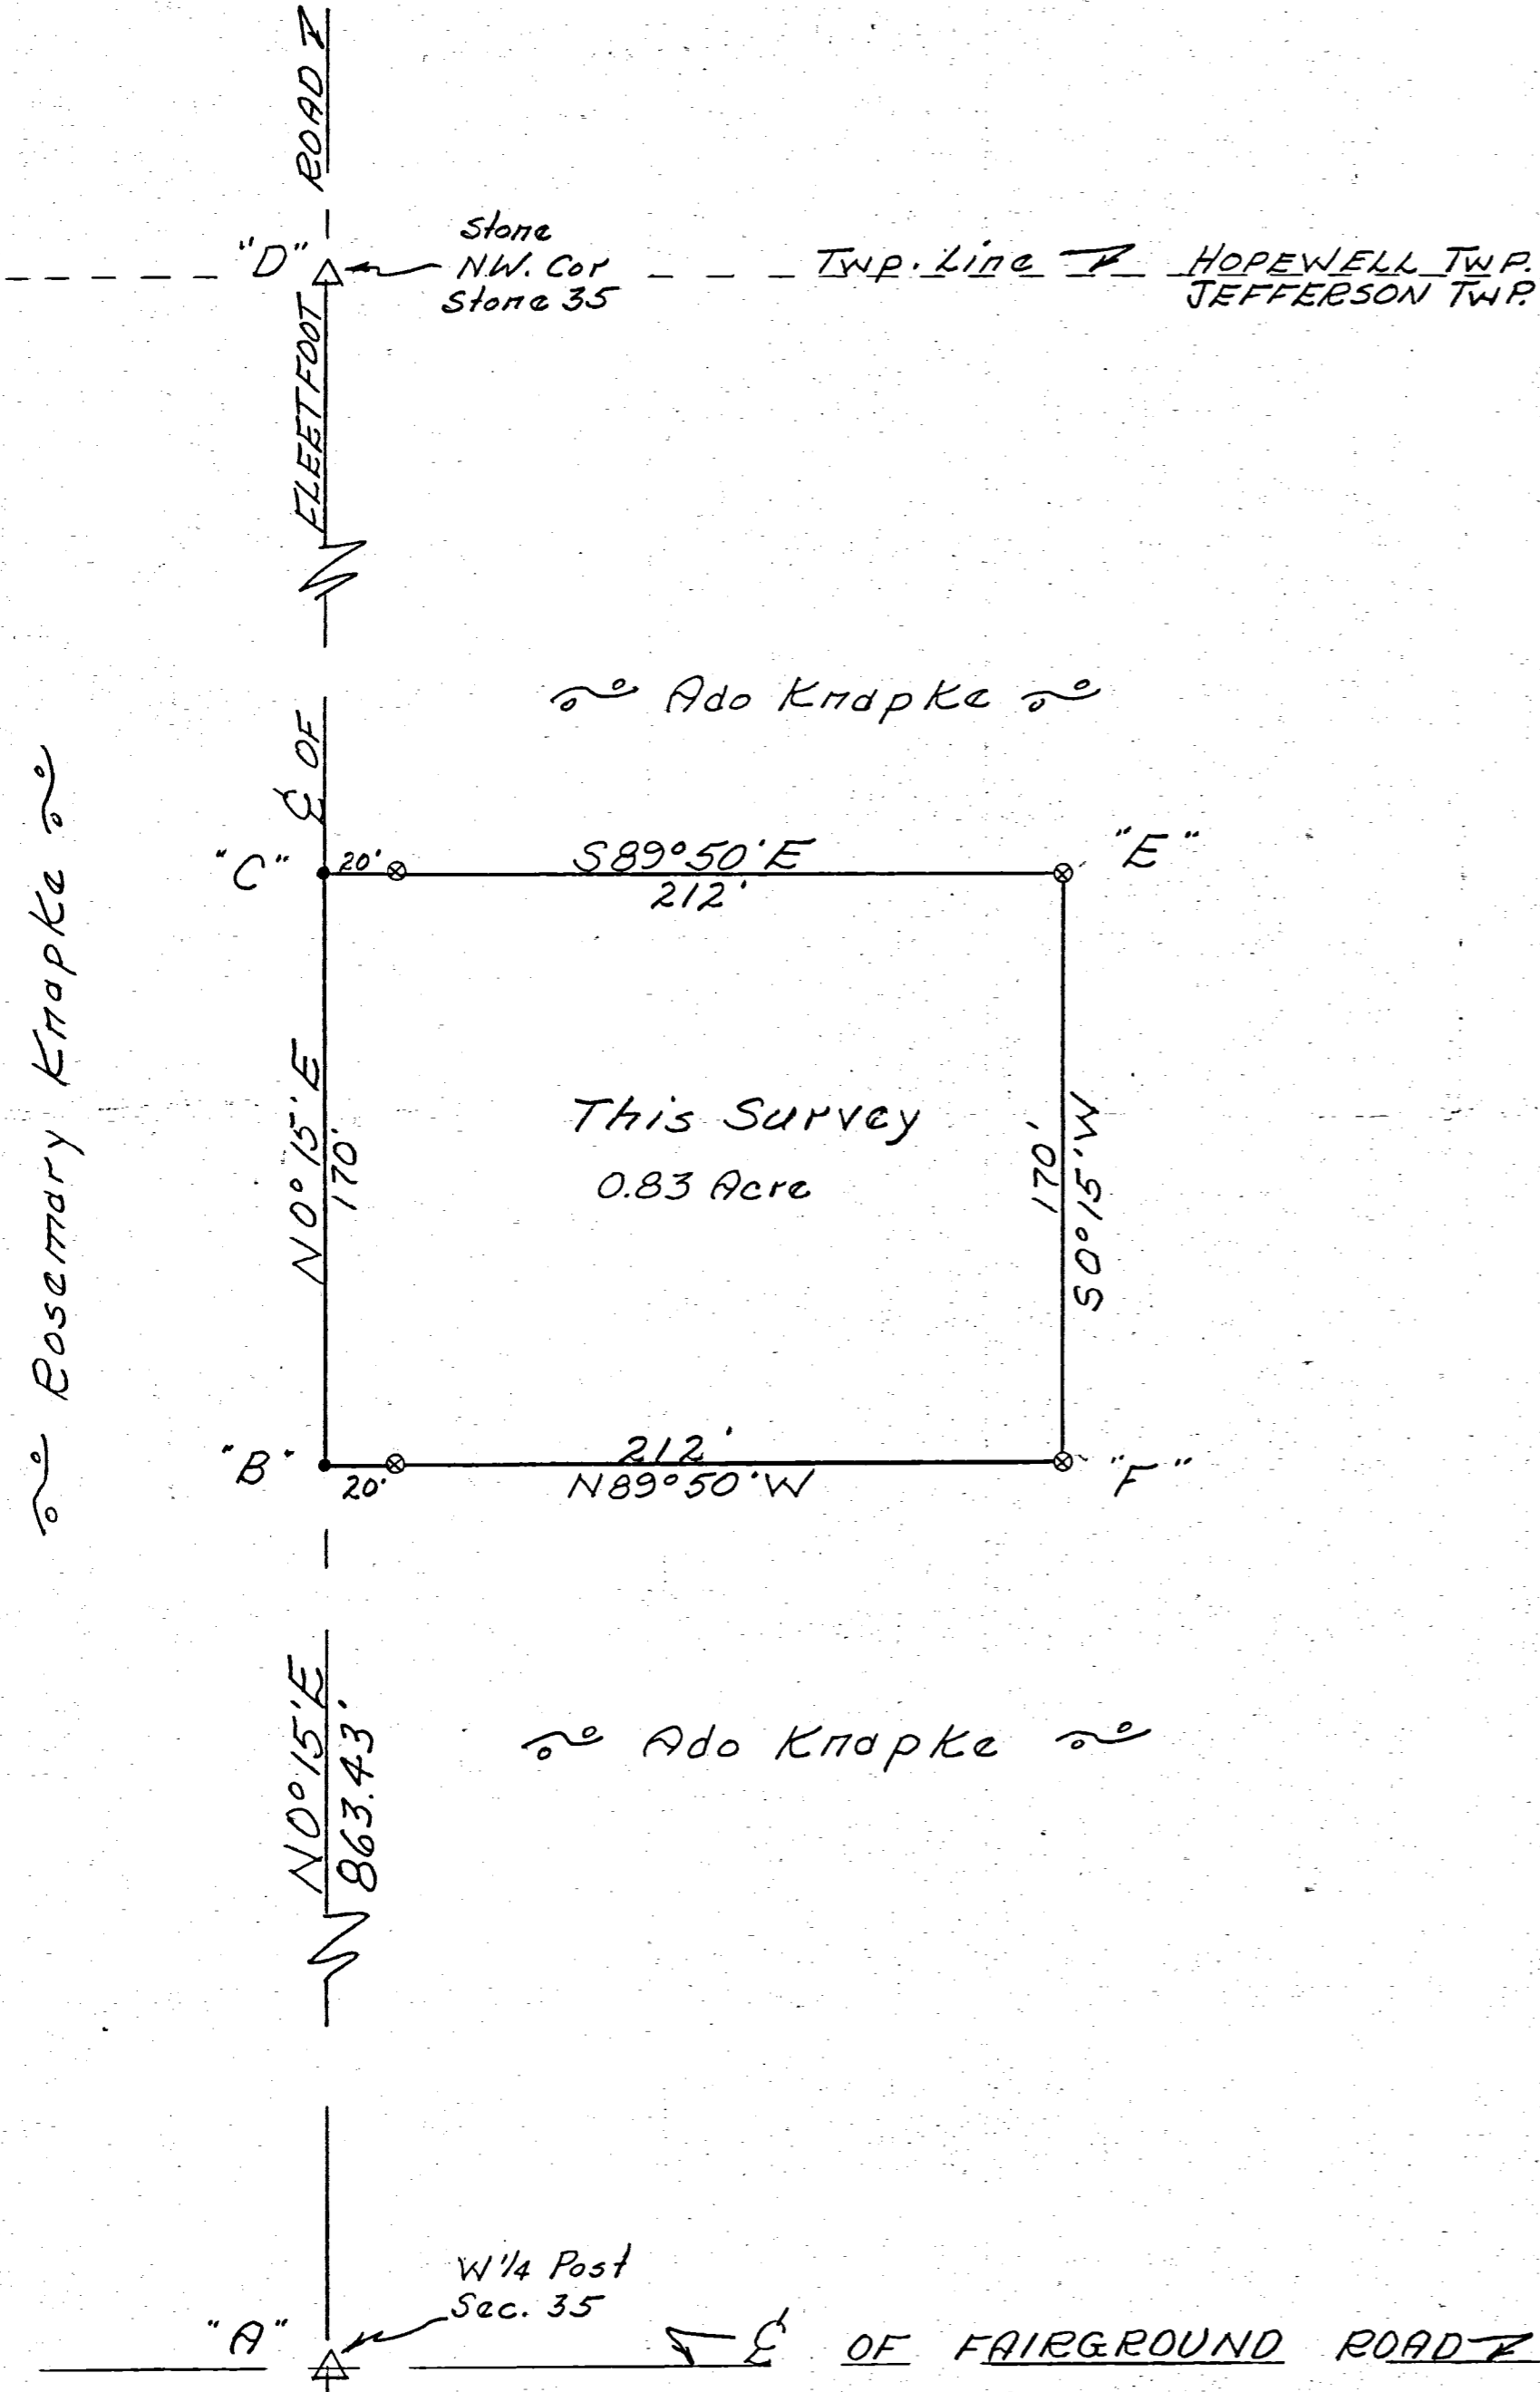 ROAD
"D"
Stone
NW. Cor
Stone 35
Twp. Line
HOPEWELL TWP.
JEFFERSON TWP.
FLEETFOOT
Ado Knapke
℄ OF
"C"
20'
S89°50'E
212'
"E"
Rosemary Knapke
N0°15'E
170'
This Survey
0.83 Acre
170'
S0°15'W
"B"
20'
212'
N89°50'W
"F"
N0°15'E
863.43'
Ado Knapke
W 1/4 Post
Sec. 35
"A"
℄ OF FAIRGROUND ROAD